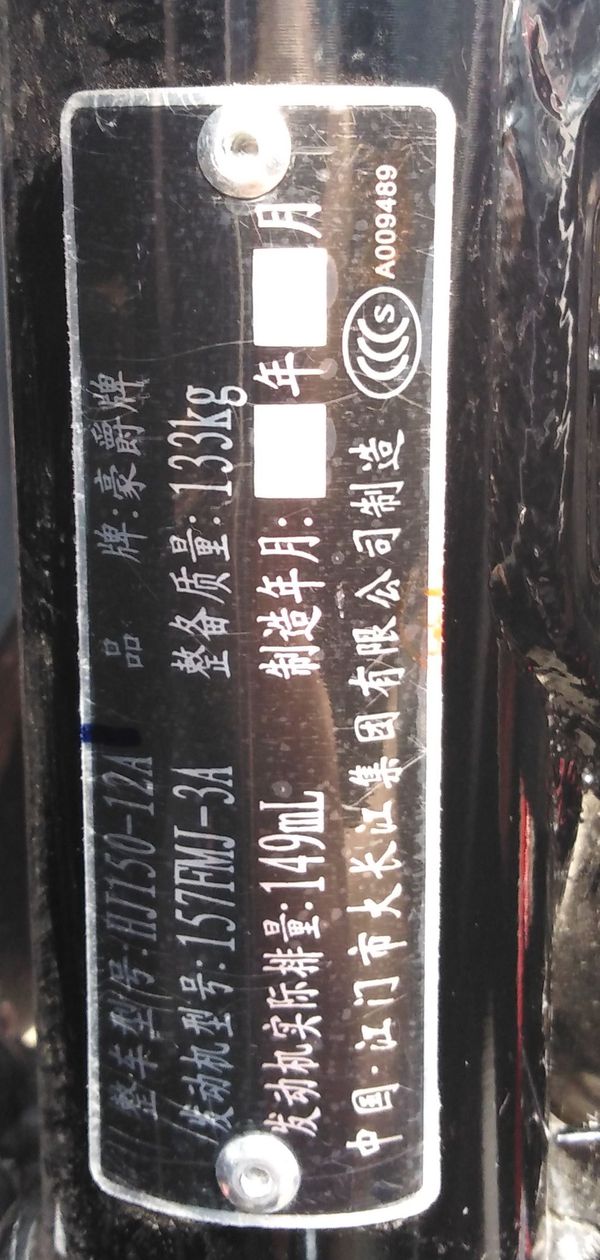 整车型号:HJ150-12A 品 牌:豪爵牌
发动机型号:157FMJ-3A 整备质量:133kg
发动机实际排量:149mL 制造年月: 年 月
中国·江门市大长江集团有限公司制造 CCCS A009489